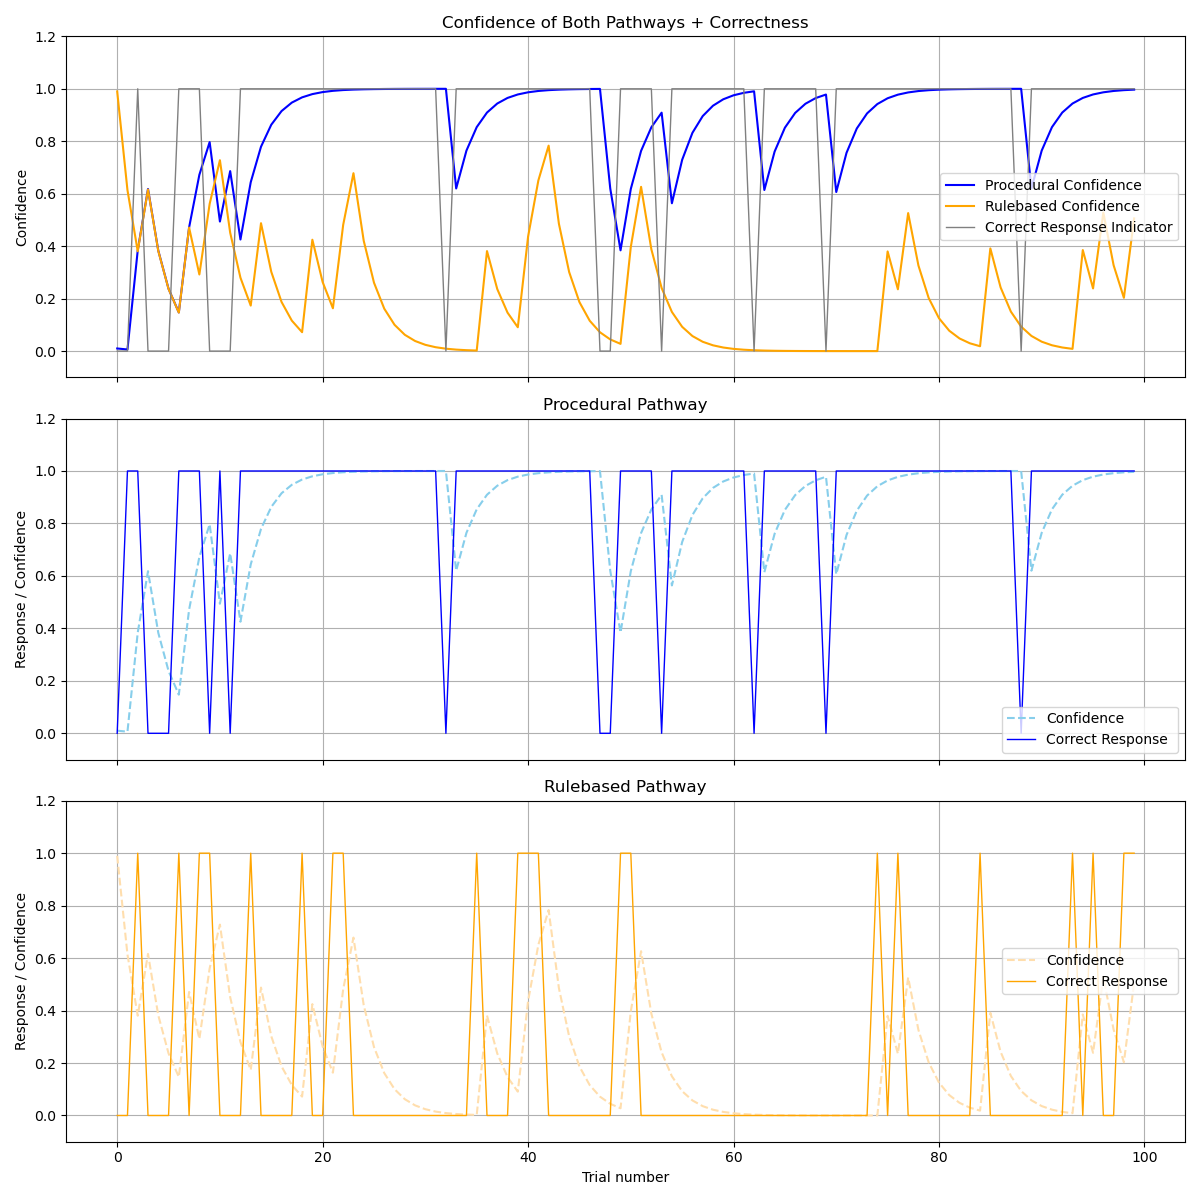 Confidence of Both Pathways + Correctness
1.2
1.0
0.8
0.6
0.4
0.2
0.0
Confidence
Procedural Confidence
Rulebased Confidence
Correct Response Indicator
Procedural Pathway
1.2
1.0
0.8
0.6
0.4
0.2
0.0
Response / Confidence
Confidence
Correct Response
Rulebased Pathway
1.2
1.0
0.8
0.6
0.4
0.2
0.0
Response / Confidence
Confidence
Correct Response
0 20 40 60 80 100
Trial number